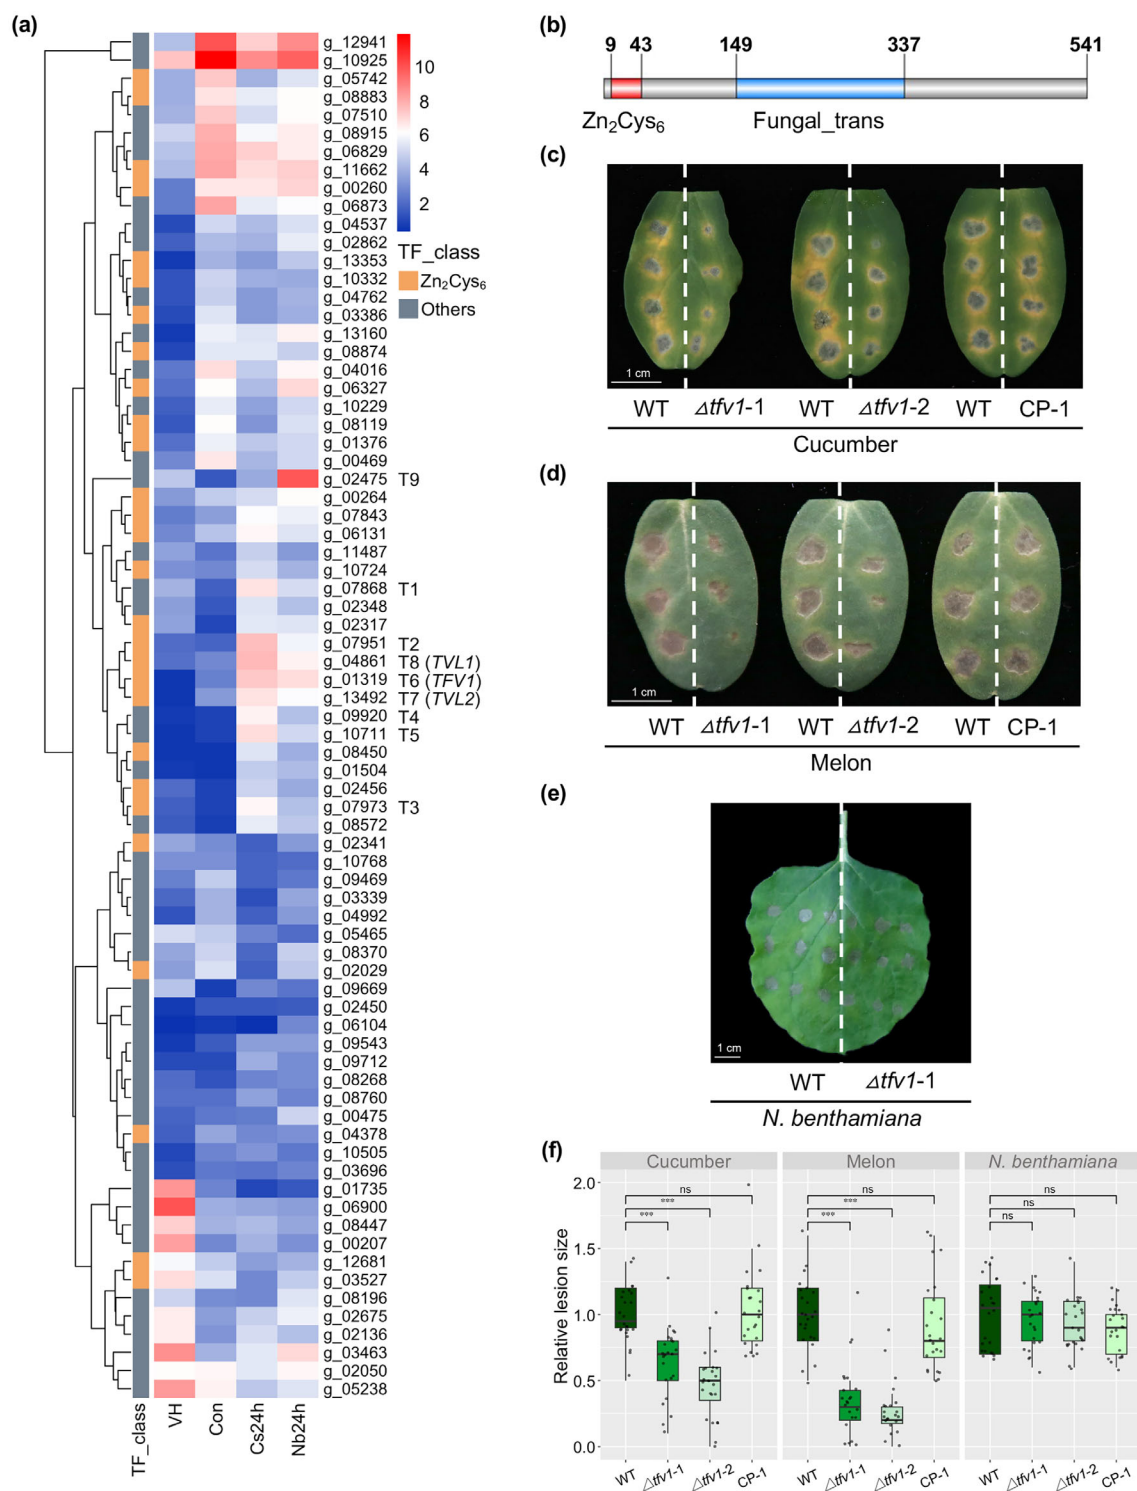 (a)
g_12941
g_10925
g_05742
g_08883
g_07510
g_08915
g_06829
g_11662
g_00260
g_06873
g_04537
g_02862
g_13353
g_10332
g_04762
g_03386
g_13160
g_08874
g_04016
g_06327
g_10229
g_08119
g_01376
g_00469
g_02475 T9
g_00264
g_07843
g_06131
g_11487
g_10724
g_07868 T1
g_02348
g_02317
g_07951 T2
g_04861 T8 (TVL1)
g_01319 T6 (TFV1)
g_13492 T7 (TVL2)
g_09920 T4
g_10711 T5
g_08450
g_01504
g_02456
g_07973 T3
g_08572
g_02341
g_10768
g_09469
g_03339
g_04992
g_05465
g_08370
g_02029
g_09669
g_02450
g_06104
g_09543
g_09712
g_08268
g_08760
g_00475
g_04378
g_10505
g_03696
g_01735
g_06900
g_08447
g_00207
g_12681
g_03527
g_08196
g_02675
g_02136
g_03463
g_02050
g_05238
TF_class VH Con Cs24h Nb24h
10
8
6
4
2
TF_class
Zn₂Cys₆
Others
(b)
9 43 149 337 541
Zn₂Cys₆ Fungal_trans
(c)
1 cm
WT Δtfv1-1 WT Δtfv1-2 WT CP-1
Cucumber
(d)
1 cm
WT Δtfv1-1 WT Δtfv1-2 WT CP-1
Melon
(e)
1 cm
WT Δtfv1-1
N. benthamiana
(f)
Cucumber Melon N. benthamiana
Relative lesion size
2.0
1.5
1.0
0.5
0.0
ns
***
***
ns
***
***
ns
ns
ns
WT Δtfv1-1 Δtfv1-2 CP-1
WT Δtfv1-1 Δtfv1-2 CP-1
WT Δtfv1-1 Δtfv1-2 CP-1